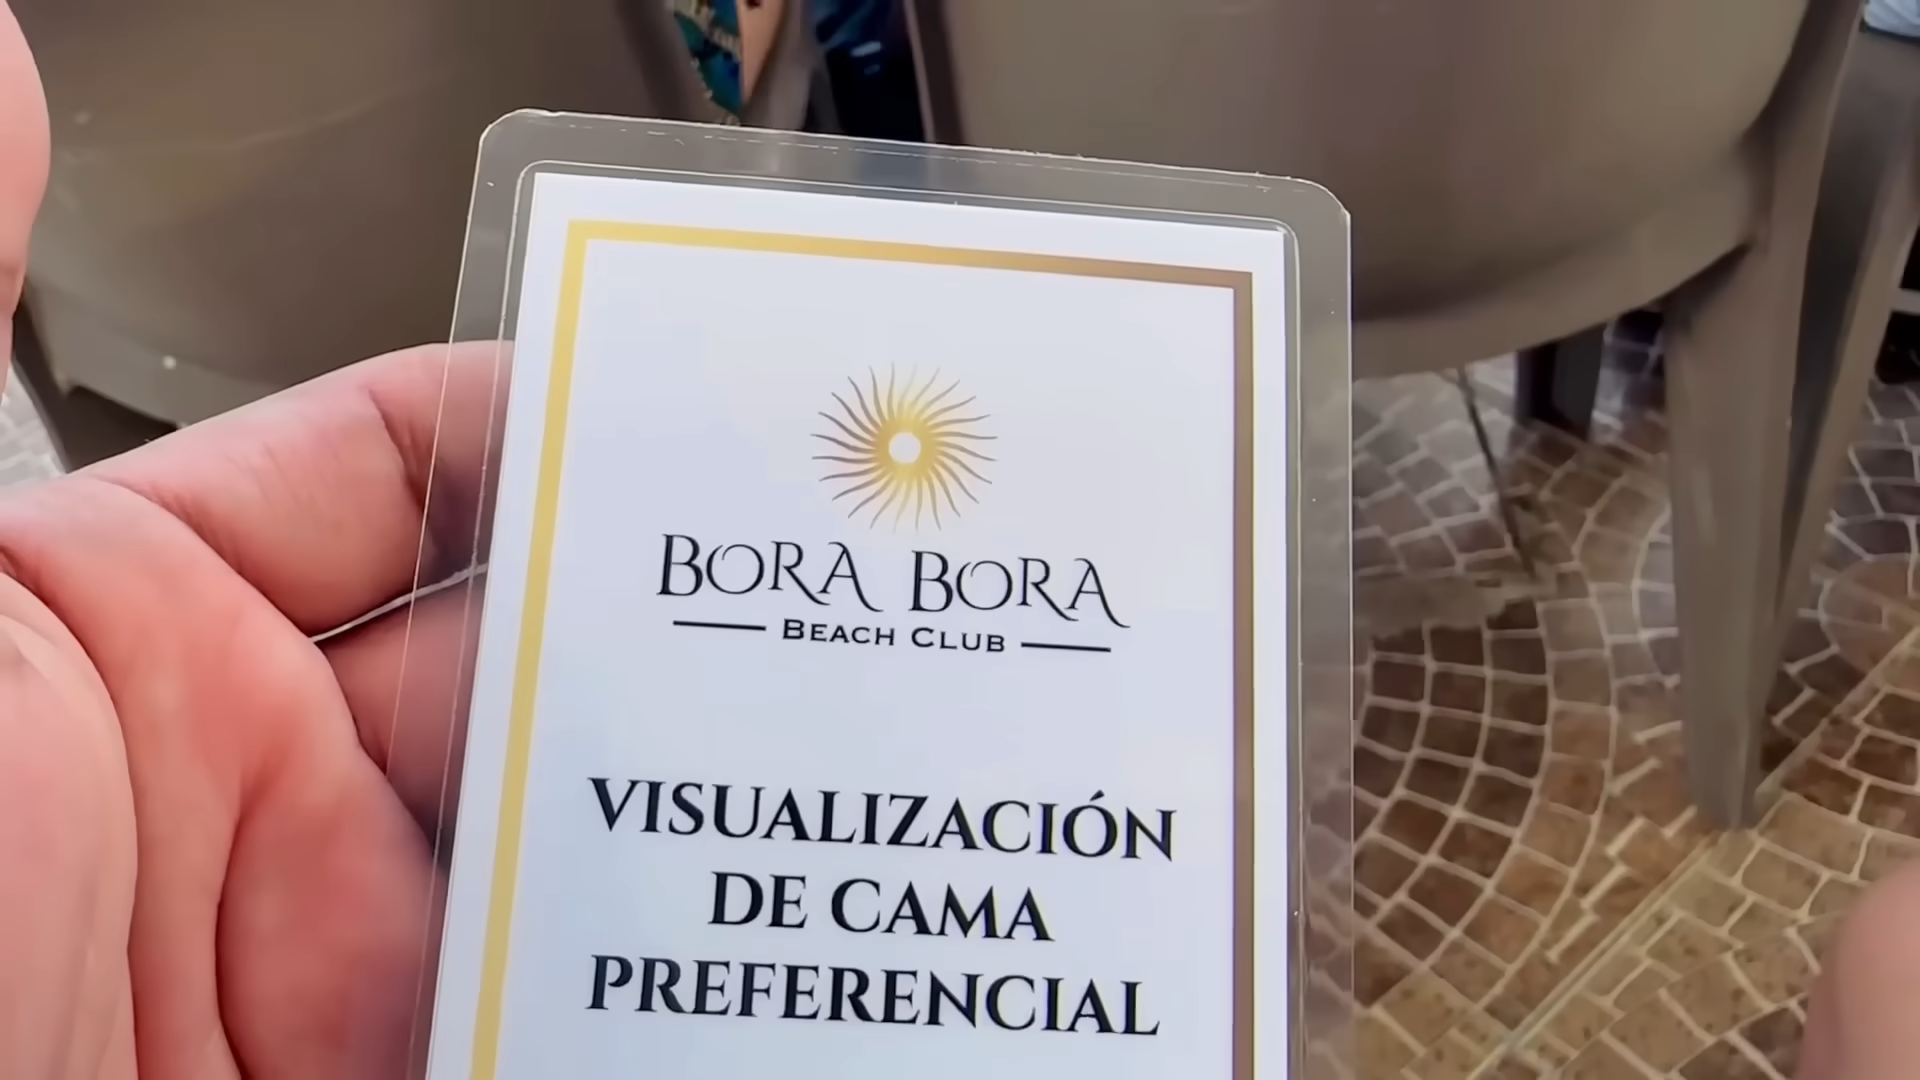 BORA BORA
BEACH CLUB
VISUALIZACIÓN
DE CAMA
PREFERENCIAL